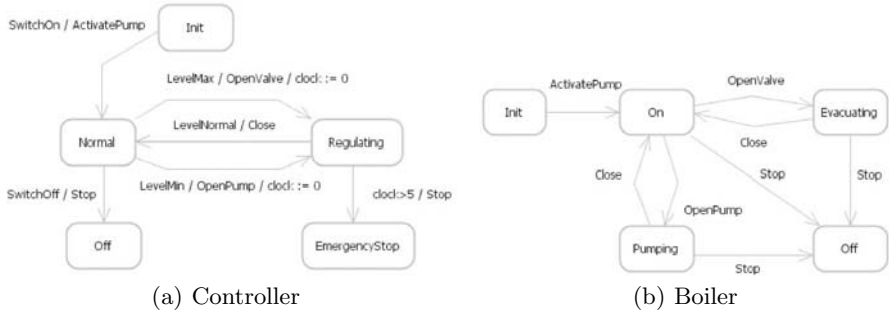 SwitchOn / ActivatePump
Init
LevelMax / OpenValve / clock := 0
LevelNormal / Close
Normal
Regulating
LevelMin / OpenPump / clock := 0
SwitchOff / Stop
clock>5 / Stop
Off
EmergencyStop
(a) Controller
ActivatePump
OpenValve
Init
On
Evacuating
Close
Close
Stop
Stop
OpenPump
Pumping
Off
Stop
(b) Boiler